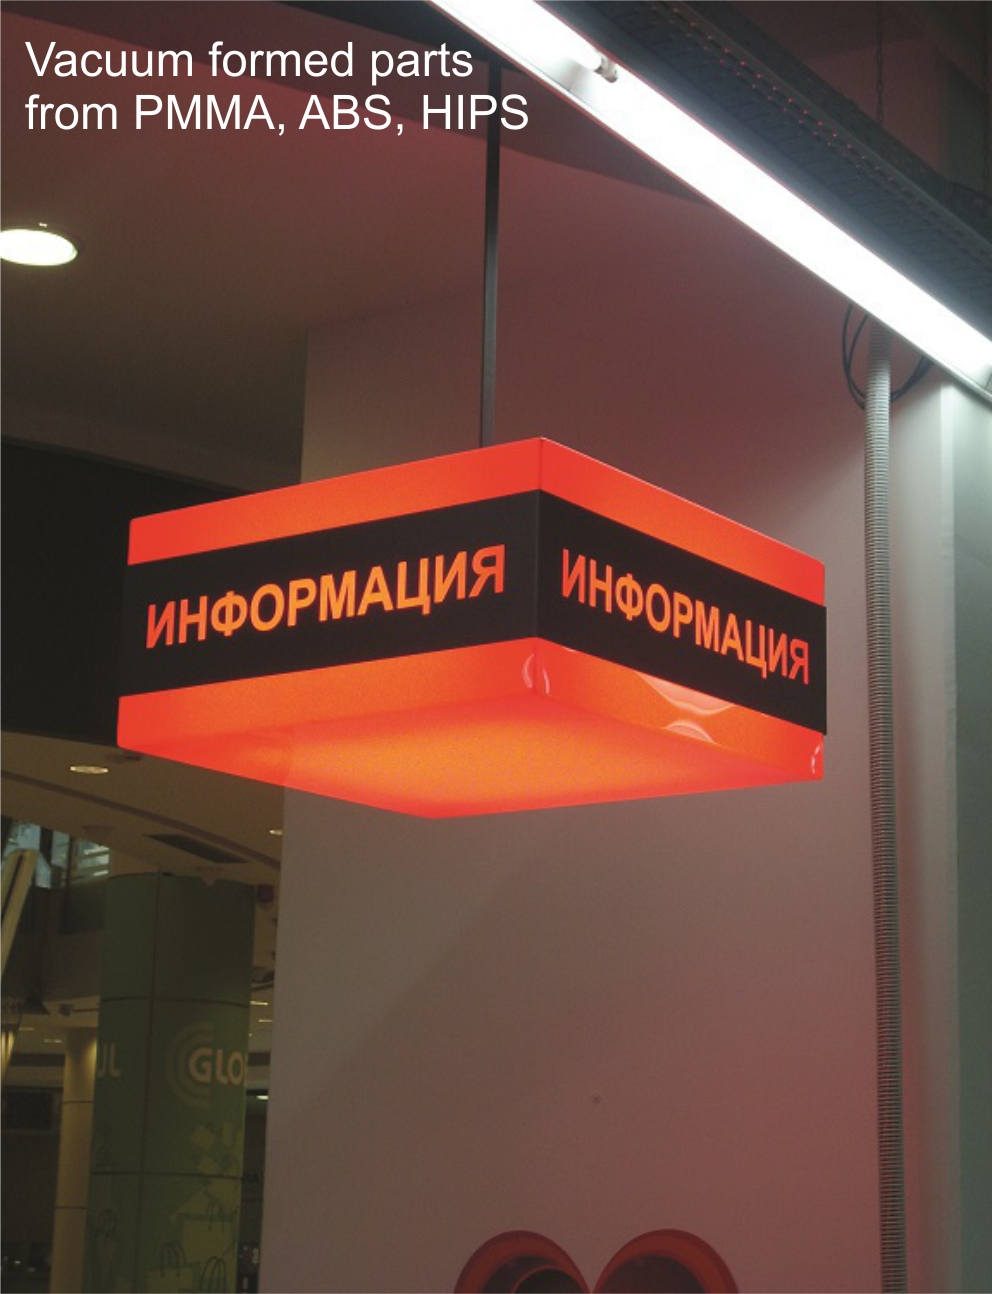 Vacuum formed parts
from PMMA, ABS, HIPS
ИНФОРМАЦИЯ
ИНФОРМАЦИЯ
GLO